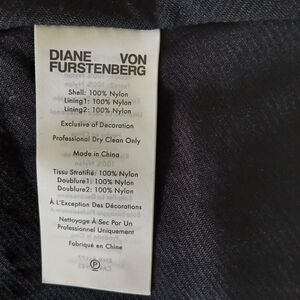 DIANE VON
FURSTENBERG
Shell: 100% Nylon
Lining1: 100% Nylon
Lining2: 100% Nylon
Exclusive of Decoration
Professional Dry Clean Only
Made in China
Tissu Stratifié: 100% Nylon
Doublure1: 100% Nylon
Doublure2: 100% Nylon
À L'Exception Des Décorations
Nettoyage À Sec Par Un
Professionnel Uniquement
Fabriqué en Chine
P